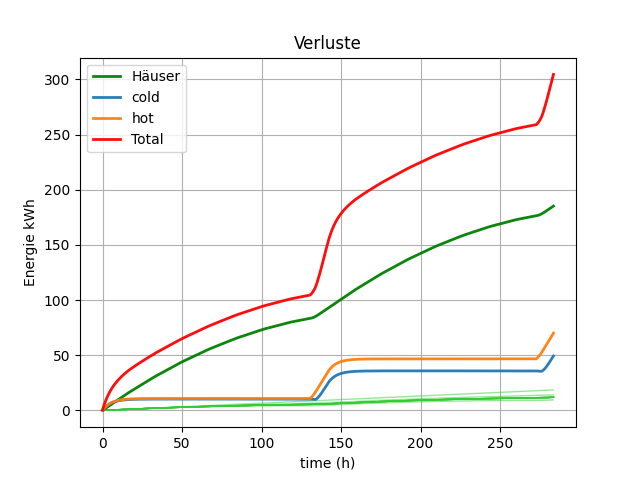 Verluste
Häuser
cold
hot
Total
Energie kWh
300
250
200
150
100
50
0
0 50 100 150 200 250
time (h)